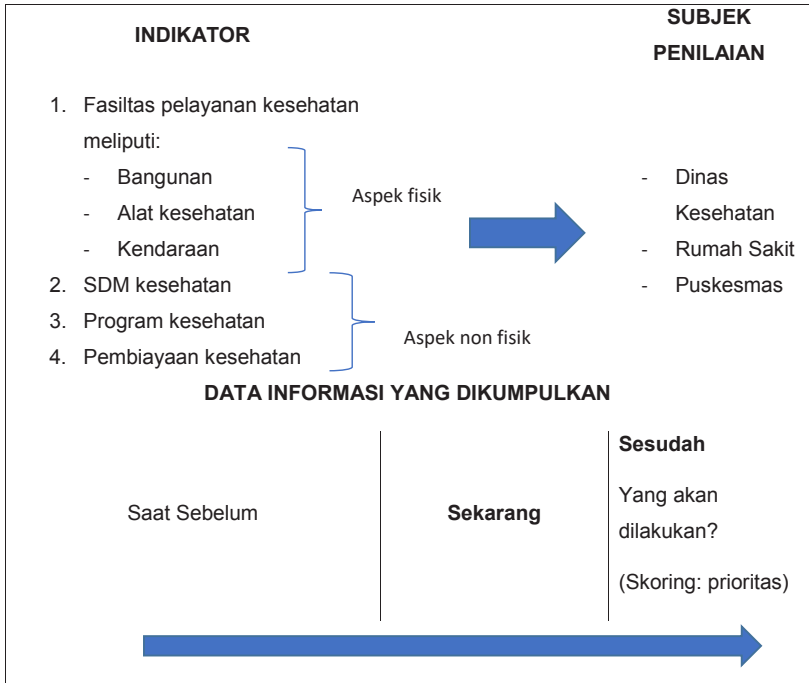 INDIKATOR
SUBJEK
PENILAIAN
1. Fasiltas pelayanan kesehatan
meliputi:
- Bangunan
- Alat kesehatan
- Kendaraan
Aspek fisik
2. SDM kesehatan
3. Program kesehatan
4. Pembiayaan kesehatan
Aspek non fisik
- Dinas
Kesehatan
- Rumah Sakit
- Puskesmas
DATA INFORMASI YANG DIKUMPULKAN
Saat Sebelum
Sekarang
Sesudah
Yang akan
dilakukan?
(Skoring: prioritas)